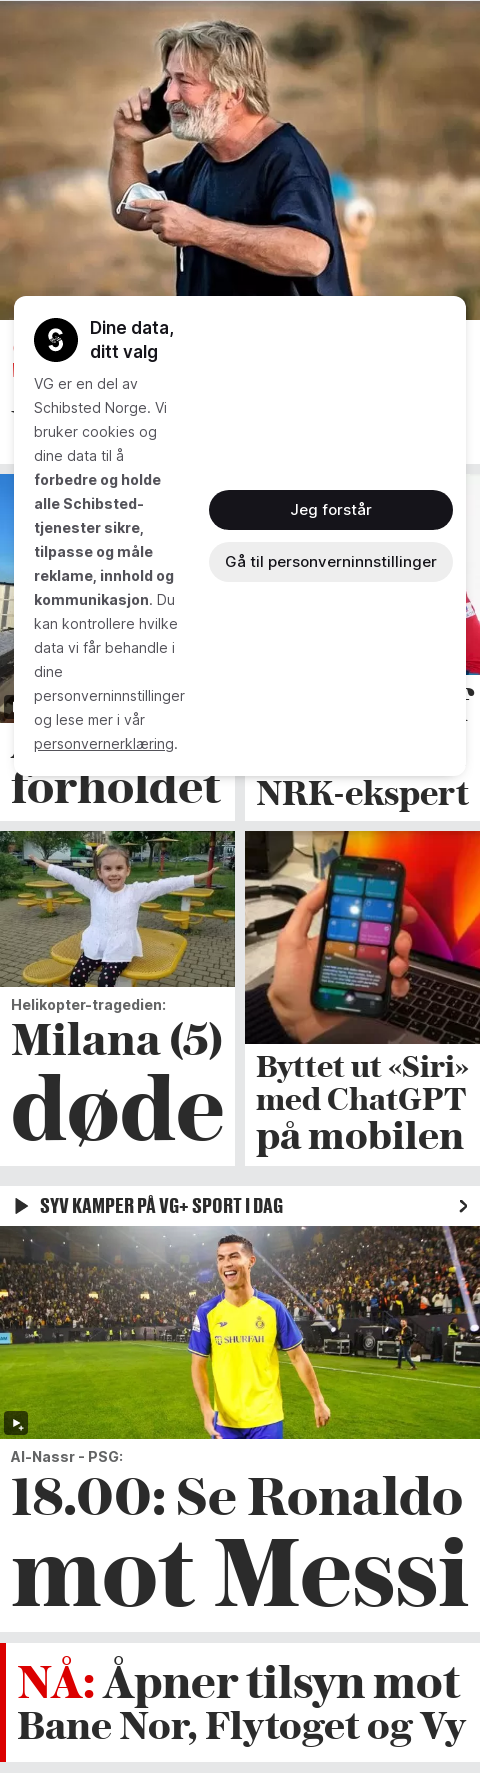 Dine data,
ditt valg
VG er en del av
Schibsted Norge. Vi
bruker cookies og
dine data til å
forbedre og holde
alle Schibsted-
tjenester sikre,
tilpasse og måle
reklame, innhold og
kommunikasjon. Du
kan kontrollere hvilke
data vi får behandle i
dine
personverninnstillinger
og lese mer i vår
personvernerklæring.
Jeg forstår
Gå til personverninnstillinger
forholdet
NRK-ekspert
Helikopter-tragedien:
Milana (5)
døde
Byttet ut «Siri»
med ChatGPT
på mobilen
SYV KAMPER PÅ VG+ SPORT I DAG
SHURFAH
Al-Nassr - PSG:
18.00: Se Ronaldo
mot Messi
NÅ: Åpner tilsyn mot
Bane Nor, Flytoget og Vy